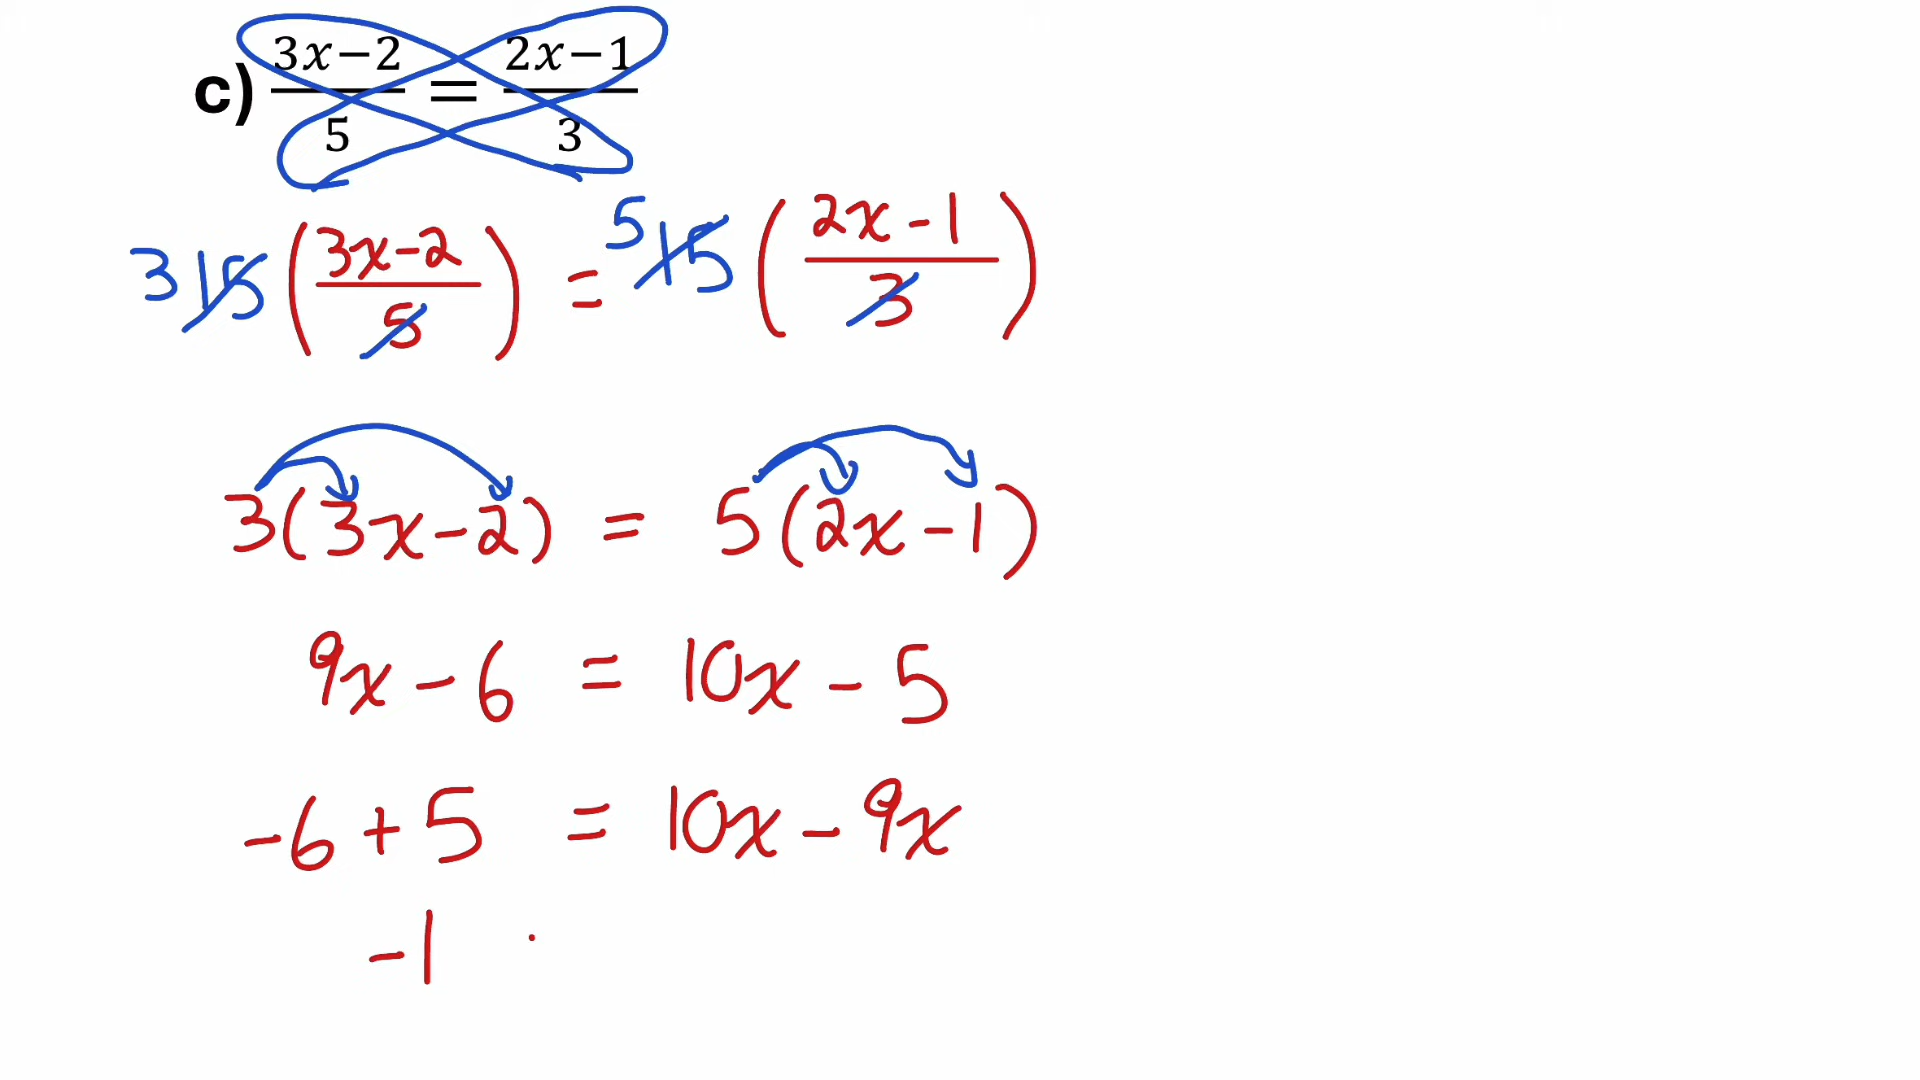 c) (3x−2)/5 = (2x−1)/3
3 15 ((3x−2)/5) = 5 15 ((2x−1)/3)
3(3x−2) = 5(2x−1)
9x − 6 = 10x − 5
−6 + 5 = 10x − 9x
−1